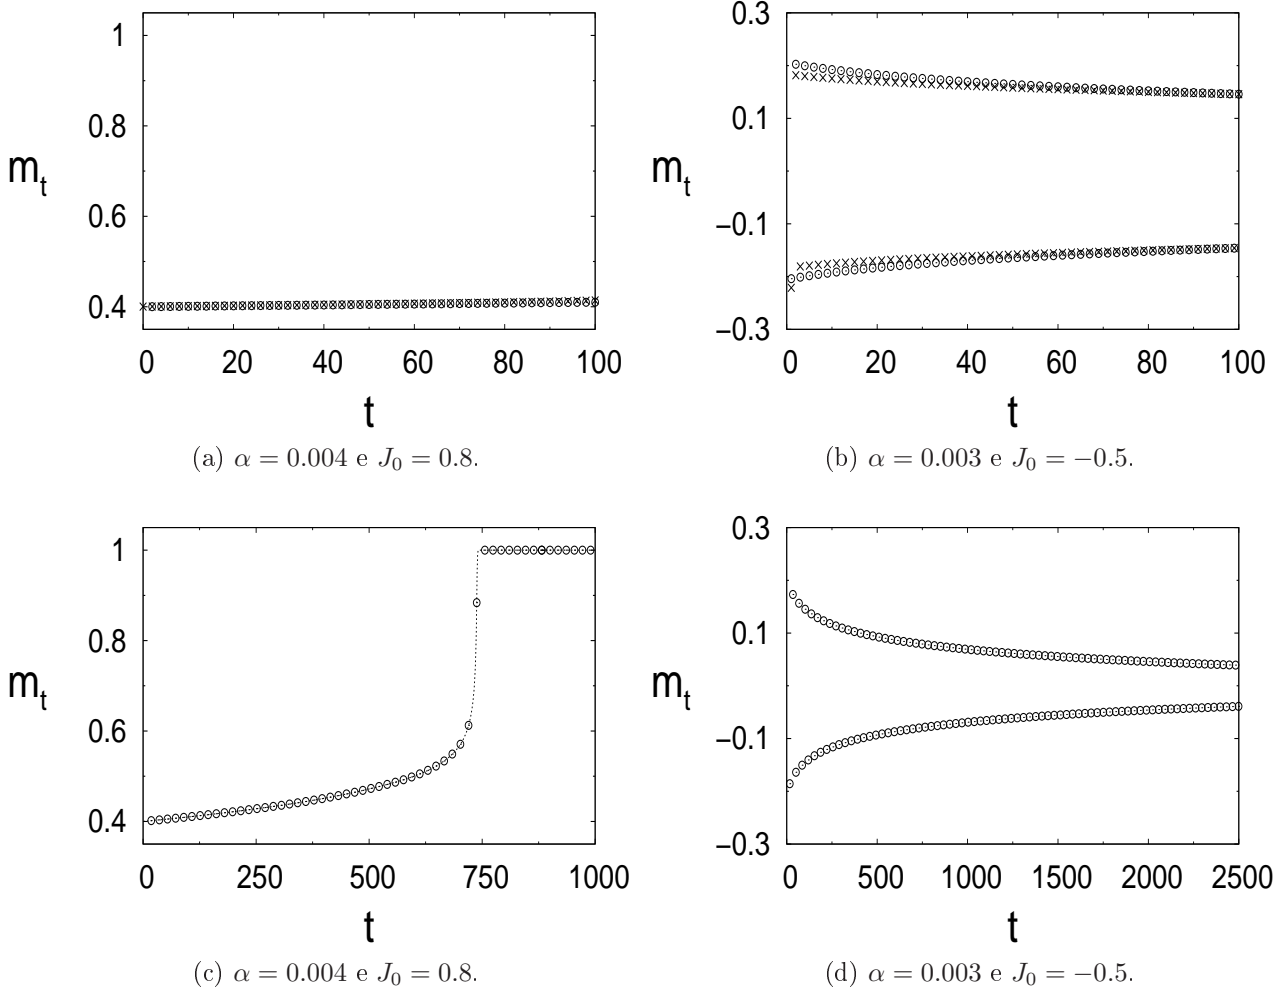 1
0.8
0.6
0.4
m_t
0 20 40 60 80 100
t
(a) α = 0.004 e J_0 = 0.8.
0.3
0.1
−0.1
−0.3
m_t
0 20 40 60 80 100
t
(b) α = 0.003 e J_0 = −0.5.
1
0.8
0.6
0.4
m_t
0 250 500 750 1000
t
(c) α = 0.004 e J_0 = 0.8.
0.3
0.1
−0.1
−0.3
m_t
0 500 1000 1500 2000 2500
t
(d) α = 0.003 e J_0 = −0.5.